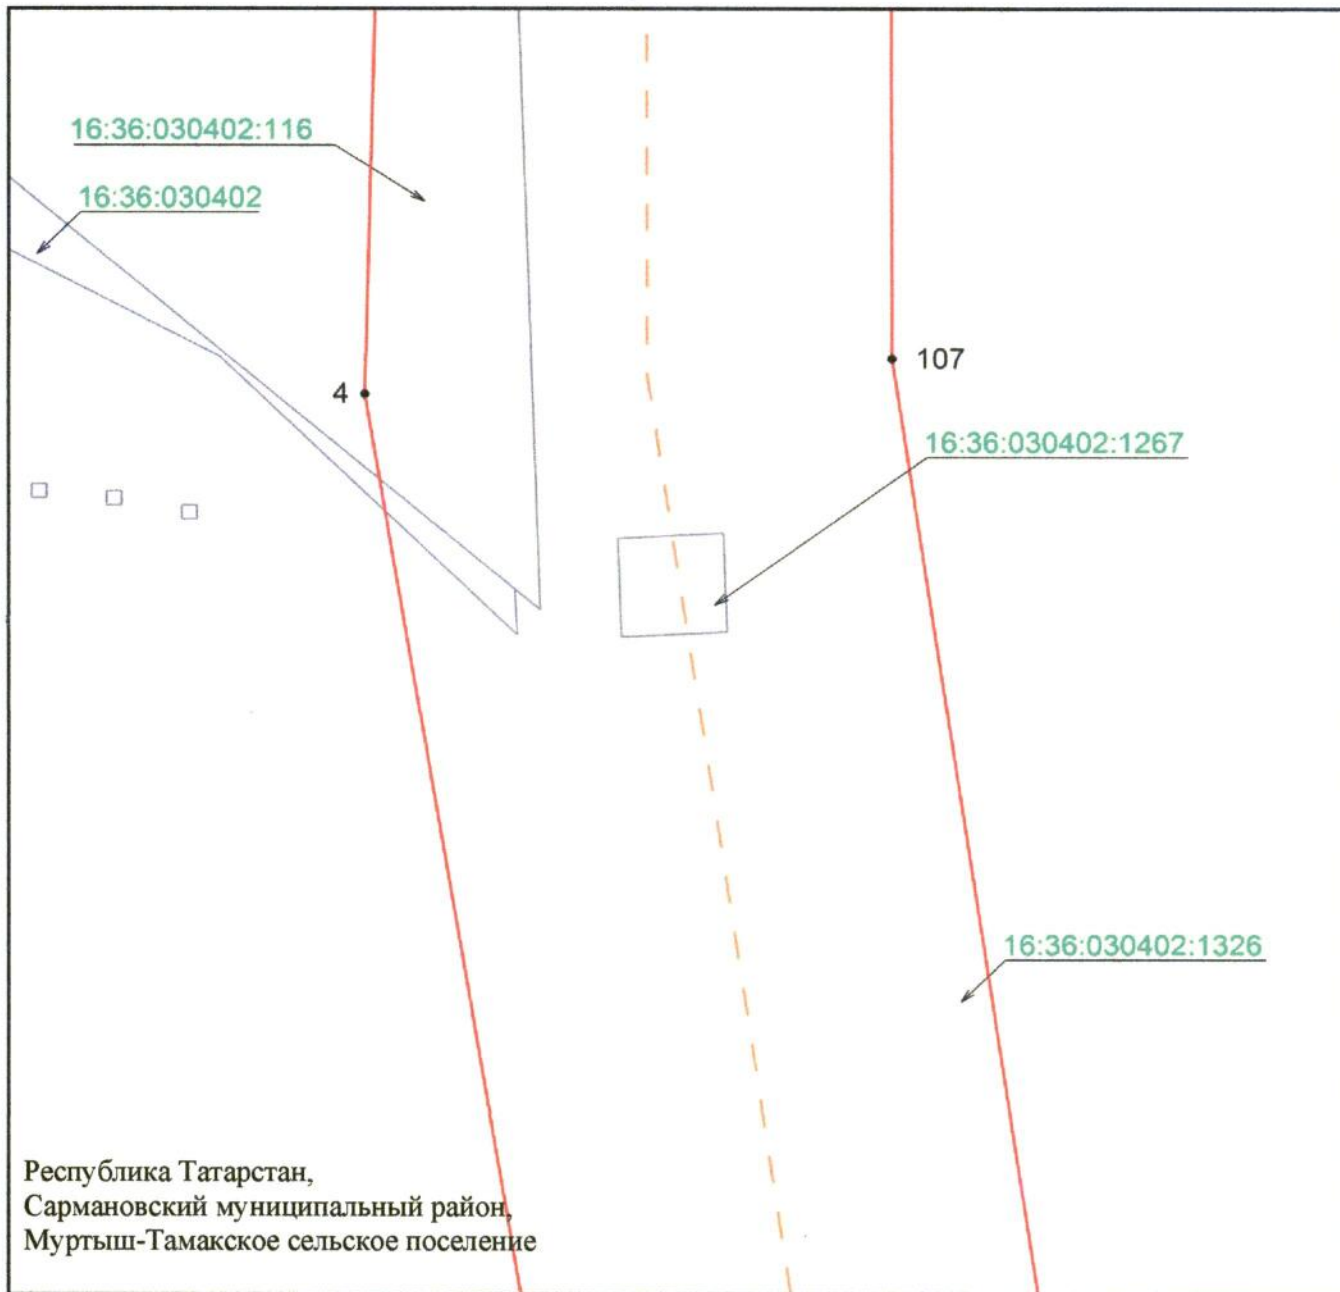 16:36:030402:116
16:36:030402
4
107
16:36:030402:1267
16:36:030402:1326
Республика Татарстан,
Сармановский муниципальный район,
Муртыш-Тамакское сельское поселение